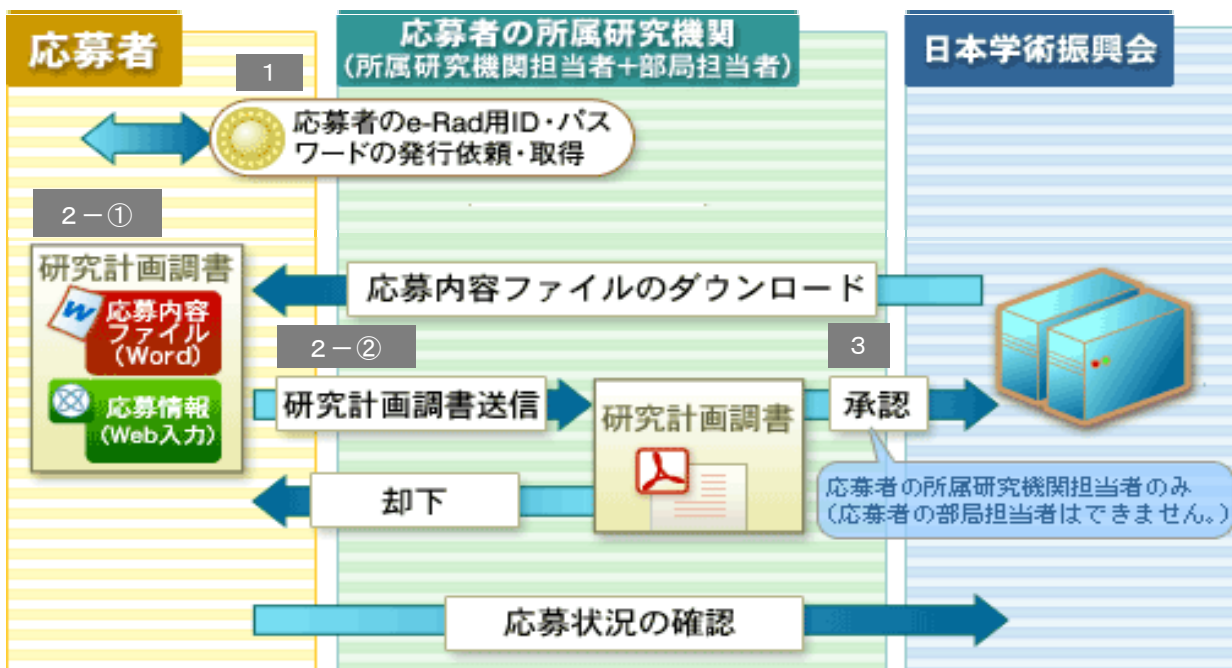 応募者
応募者の所属研究機関
(所属研究機関担当者+部局担当者)
日本学術振興会
1
応募者のe-Rad用ID・パス
ワードの発行依頼・取得
2-①
研究計画調書
応募内容
ファイル
(Word)
応募情報
(Web入力)
応募内容ファイルのダウンロード
2-②
研究計画調書送信
研究計画調書
3
承認
応募者の所属研究機関担当者のみ
(応募者の部局担当者はできません。)
却下
応募状況の確認